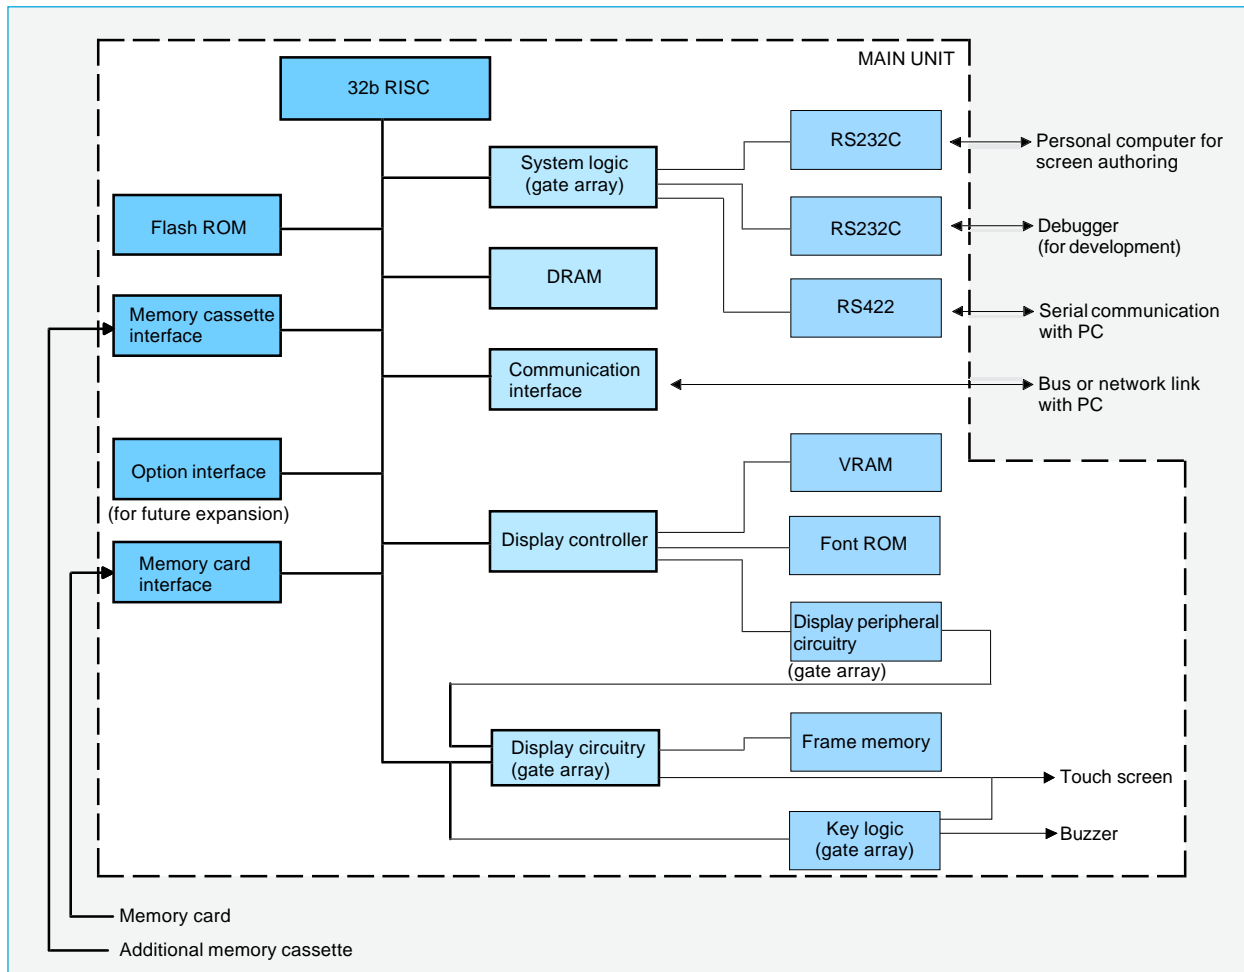 MAIN UNIT
32b RISC
Flash ROM
Memory cassette
interface
Option interface
(for future expansion)
Memory card
interface
System logic
(gate array)
DRAM
Communication
interface
Display controller
Display circuitry
(gate array)
RS232C
RS232C
RS422
VRAM
Font ROM
Display peripheral
circuitry
(gate array)
Frame memory
Key logic
(gate array)
Personal computer for
screen authoring
Debugger
(for development)
Serial communication
with PC
Bus or network link
with PC
Touch screen
Buzzer
Memory card
Additional memory cassette